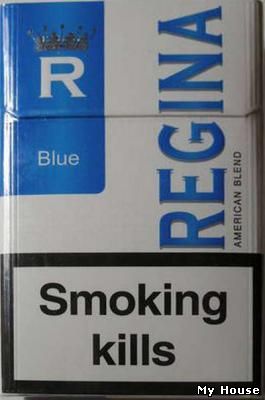 R
Blue
REGINA
AMERICAN BLEND
Smoking
kills
My House